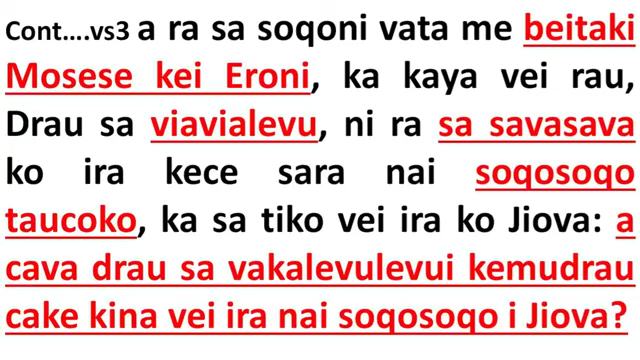 Cont....vs3 a ra sa soqoni vata me beitaki
Mosese kei Eroni, ka kaya vei rau,
Drau sa viavialevu, ni ra sa savasava
ko ira kece sara nai soqosoqo
taucoko, ka sa tiko vei ira ko Jiova: a
cava drau sa vakalevulevui kemudrau
cake kina vei ira nai soqosoqo i Jiova?